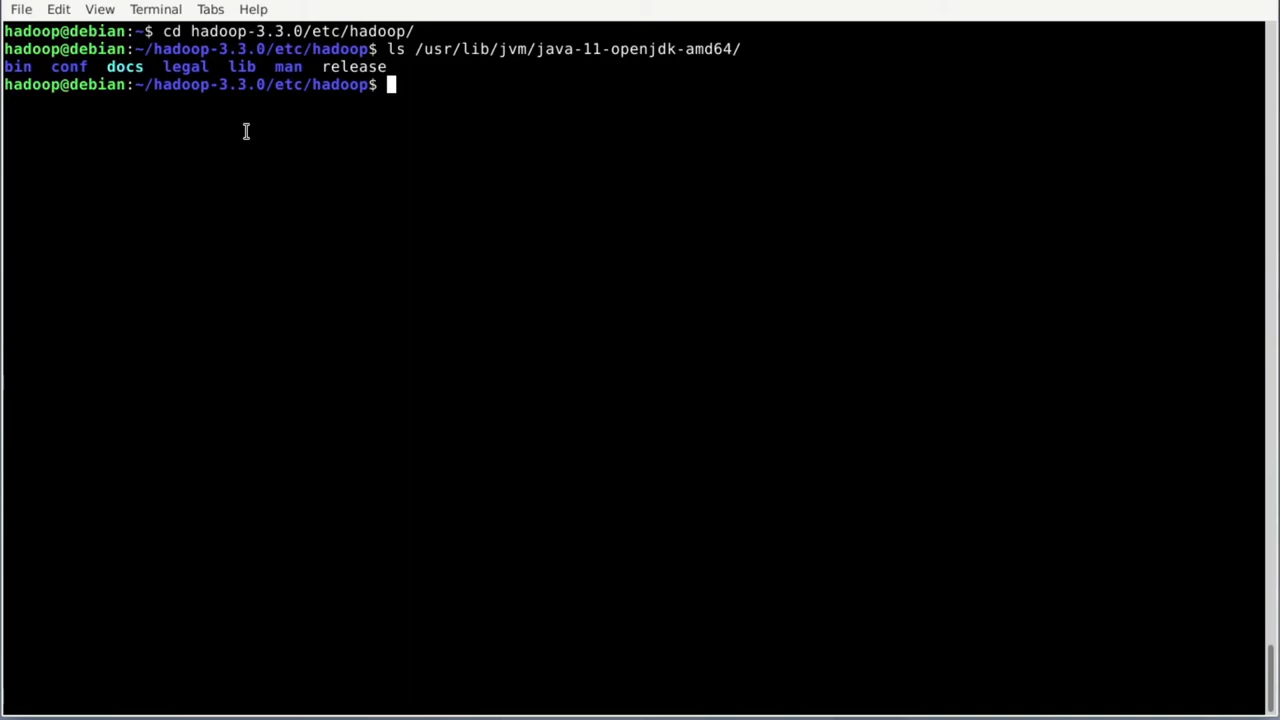 File Edit View Terminal Tabs Help
hadoop@debian:~$ cd hadoop-3.3.0/etc/hadoop/
hadoop@debian:~/hadoop-3.3.0/etc/hadoop$ ls /usr/lib/jvm/java-11-openjdk-amd64/
bin conf docs legal lib man release
hadoop@debian:~/hadoop-3.3.0/etc/hadoop$